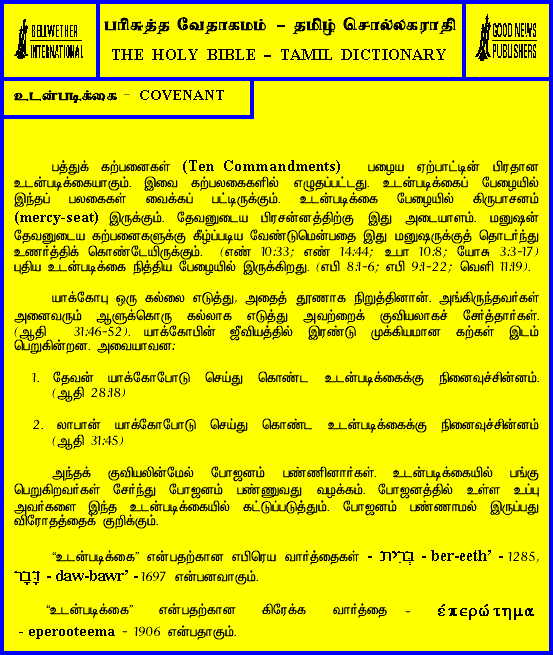 BELLWETHER
INTERNATIONAL
பரிசுத்த வேதாகமம் – தமிழ் சொல்லகராதி
THE HOLY BIBLE – TAMIL DICTIONARY
GOOD NEWS
PUBLISHERS
உடன்படிக்கை - COVENANT
பத்துக் கற்பனைகள் (Ten Commandments) பழைய ஏற்பாட்டின் பிரதான
உடன்படிக்கையாகும். இவை கற்பலகைகளில் எழுதப்பட்டது. உடன்படிக்கைப் பேழையில்
இந்தப் பலகைகள் வைக்கப் பட்டிருக்கும். உடன்படிக்கை பேழையில் கிருபாசனம்
(mercy-seat) இருக்கும். தேவனுடைய பிரசன்னத்திற்கு இது அடையாளம். மனுஷன்
தேவனுடைய கற்பனைகளுக்கு கீழ்ப்படிய வேண்டுமென்பதை இது மனுஷருக்குத் தொடர்ந்து
உணர்த்திக் கொண்டேயிருக்கும். (எண் 10:33; எண் 14:44; உபா 10:8; யோசு 3:3-17)
புதிய உடன்படிக்கை நித்திய பேழையில் இருக்கிறது. (எபி 8:1-6; எபி 9:1-22; வெளி 11:19).
யாக்கோபு ஒரு கல்லை எடுத்து, அதைத் தூணாக நிறுத்தினான். அங்கிருந்தவர்கள்
அனைவரும் ஆளுக்கொரு கல்லாக எடுத்து அவற்றைக் குவியலாகச் சேர்த்தார்கள்.
(ஆதி 31:46-52). யாக்கோபின் ஜீவியத்தில் இரண்டு முக்கியமான கற்கள் இடம்
பெறுகின்றன. அவையாவன:
1. தேவன் யாக்கோபோடு செய்து கொண்ட உடன்படிக்கைக்கு நினைவுச்சின்னம்.
(ஆதி 28:18)
2. லாபான் யாக்கோபோடு செய்து கொண்ட உடன்படிக்கைக்கு நினைவுச்சின்னம்
(ஆதி 31:45)
அந்தக் குவியலின்மேல் போஜனம் பண்ணினார்கள். உடன்படிக்கையில் பங்கு
பெறுகிறவர்கள் சேர்ந்து போஜனம் பண்ணுவது வழக்கம். போஜனத்தில் உள்ள உப்பு
அவர்களை இந்த உடன்படிக்கையில் கட்டுப்படுத்தும். போஜனம் பண்ணாமல் இருப்பது
விரோதத்தைக் குறிக்கும்.
“உடன்படிக்கை” என்பதற்கான எபிரெய வார்த்தைகள் - בְּרִית - ber-eeth’ - 1285,
דָּבָר - daw-bawr’ - 1697 என்பனவாகும்.
“உடன்படிக்கை” என்பதற்கான கிரேக்க வார்த்தை - ἐπερώτημα
- eperooteema - 1906 என்பதாகும்.